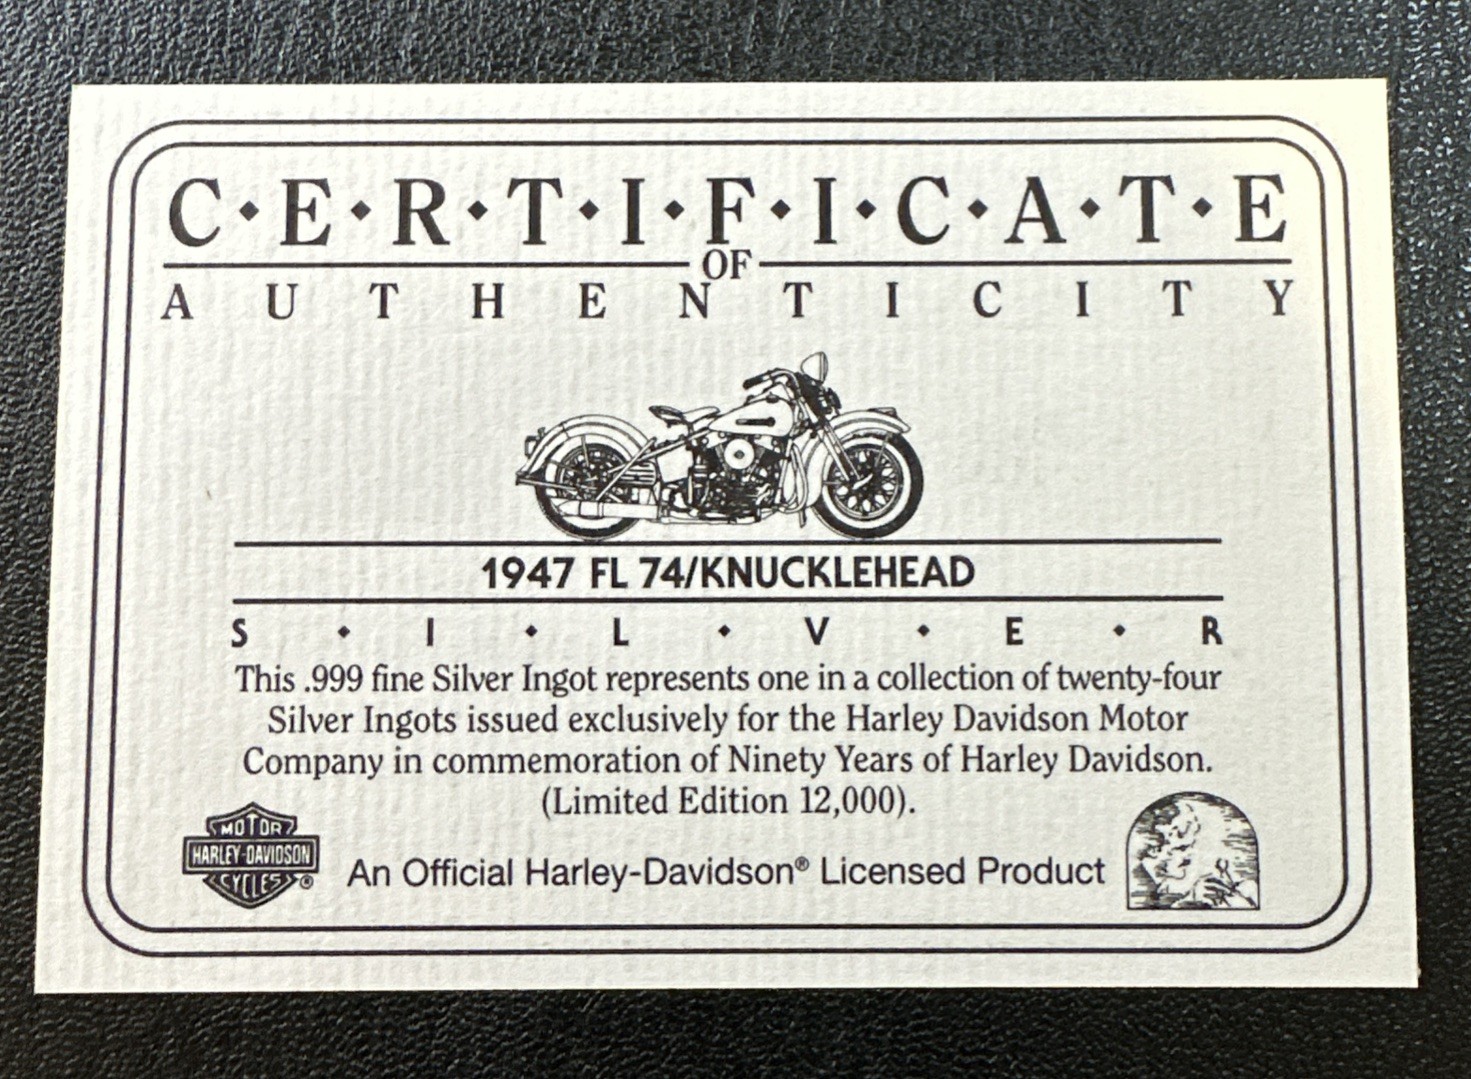 C·E·R·T·I·F·I·C·A·T·E
OF
AUTHENTICITY
1947 FL 74/KNUCKLEHEAD
S·I·L·V·E·R
This .999 fine Silver Ingot represents one in a collection of twenty-four
Silver Ingots issued exclusively for the Harley Davidson Motor
Company in commemoration of Ninety Years of Harley Davidson.
(Limited Edition 12,000).
MOTOR
HARLEY-DAVIDSON
CYCLES ®
An Official Harley-Davidson® Licensed Product